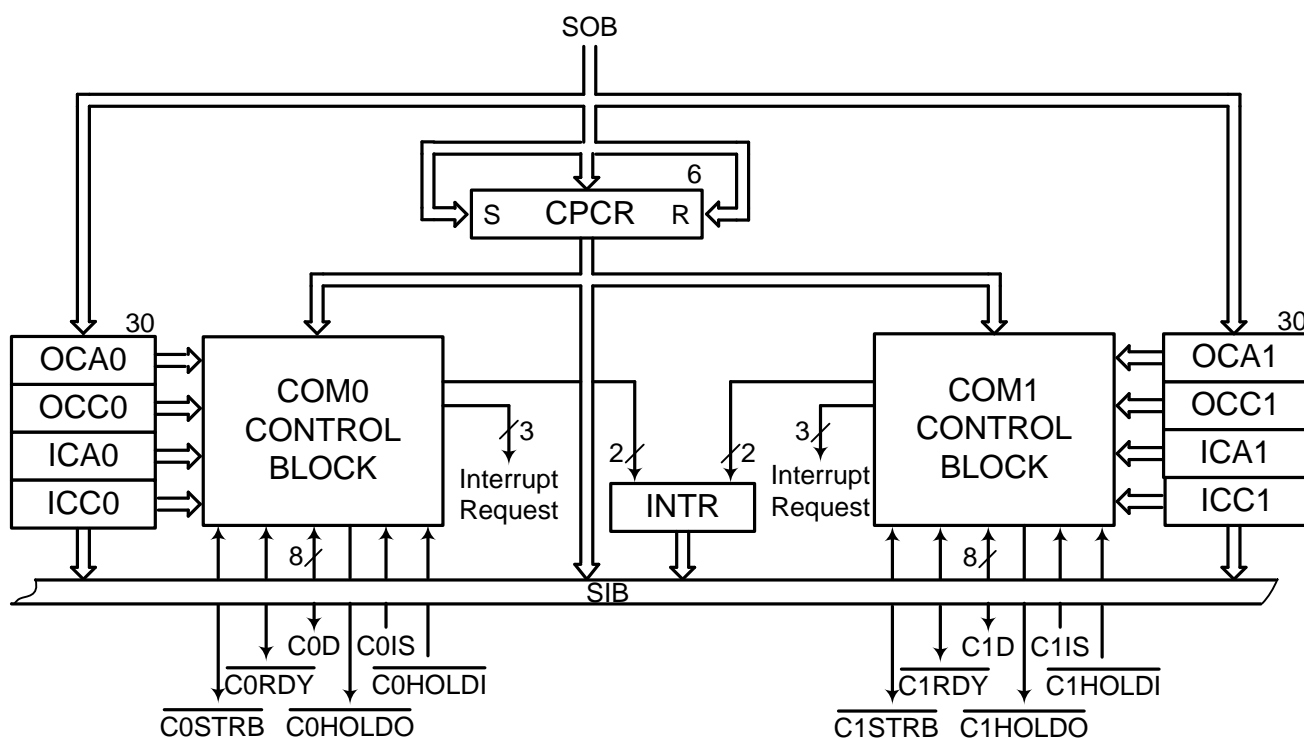 SOB
6
S CPCR R
30
30
OCA0
OCC0
ICA0
ICC0
COM0
CONTROL
BLOCK
3
Interrupt
Request
2
2
INTR
3
Interrupt
Request
COM1
CONTROL
BLOCK
OCA1
OCC1
ICA1
ICC1
8
8
SIB
C0D
C0IS
C0RDY
C0HOLDI
C0STRB
C0HOLDO
C1D
C1IS
C1RDY
C1HOLDI
C1STRB
C1HOLDO